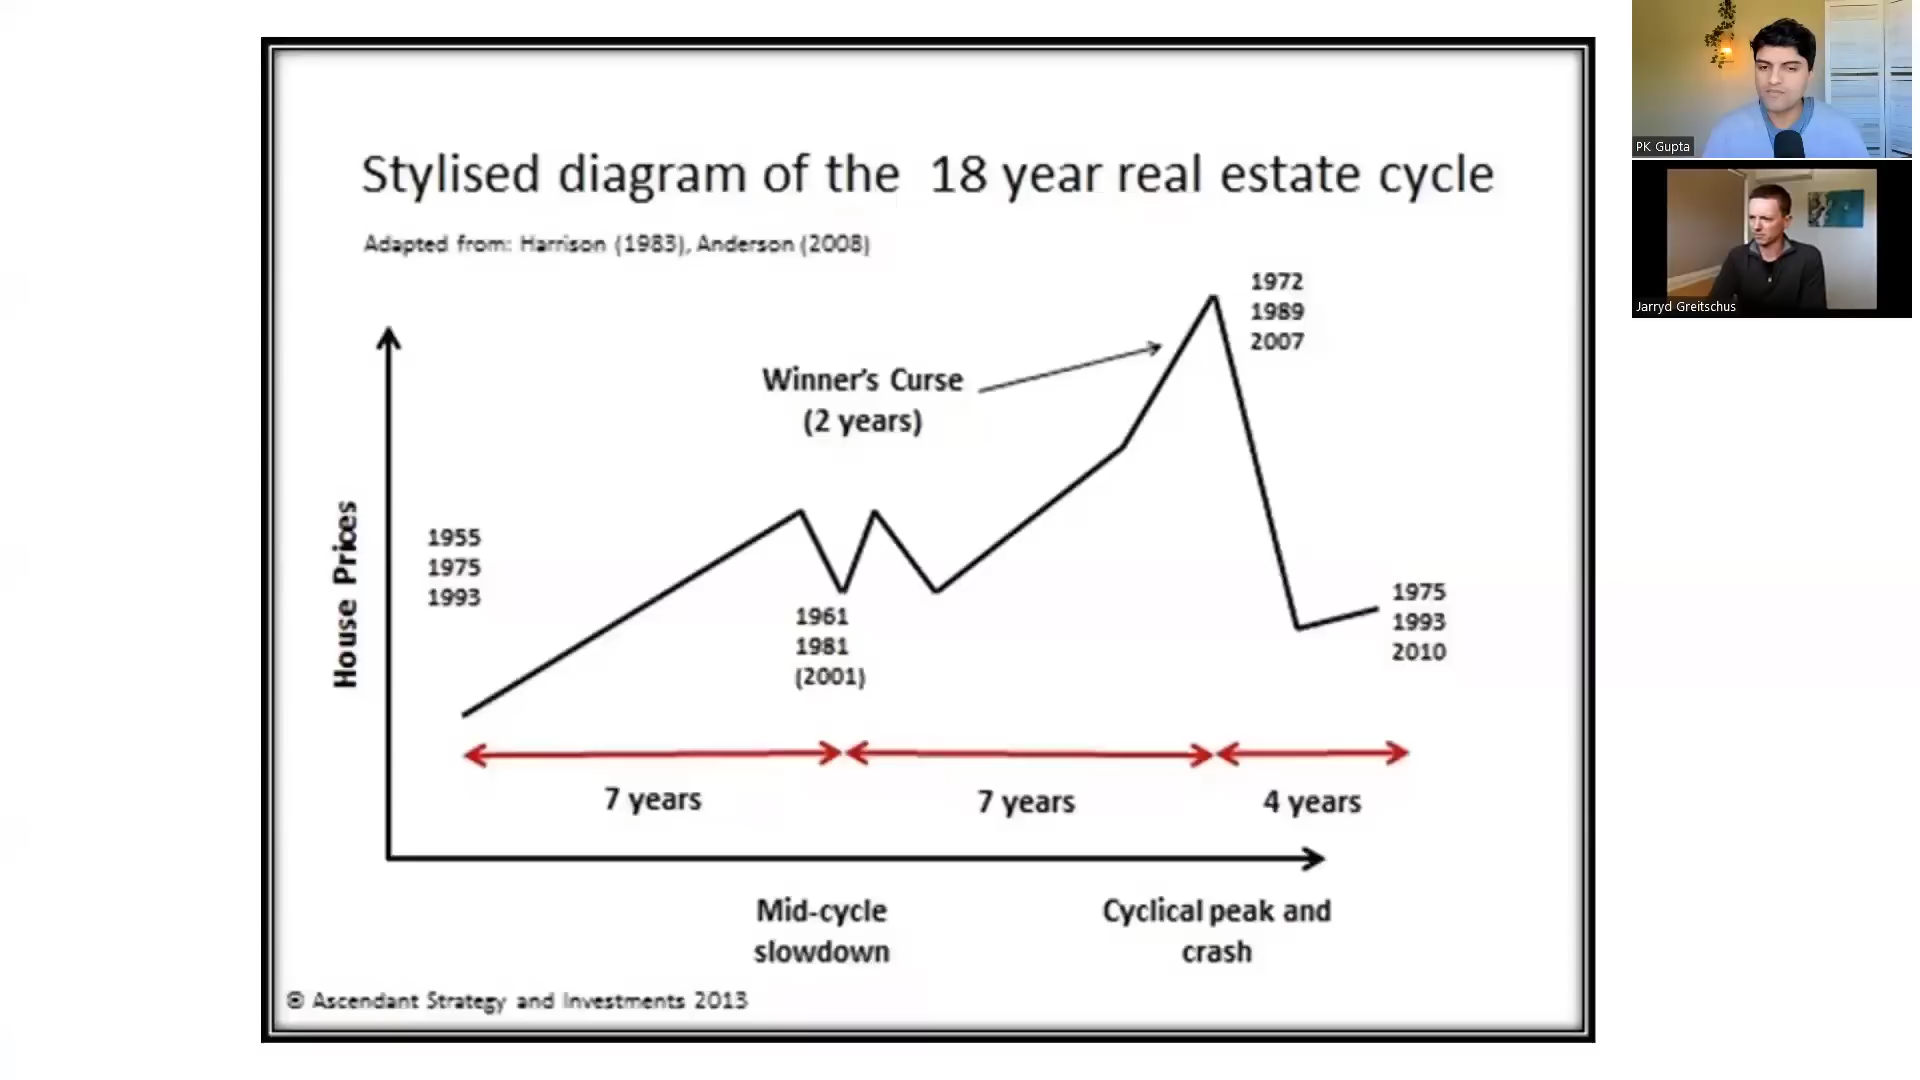 Stylised diagram of the 18 year real estate cycle
Adapted from: Harrison (1983), Anderson (2008)
1972
1989
2007
Winner's Curse
(2 years)
House Prices
1955
1975
1993
1961
1981
(2001)
1975
1993
2010
7 years
7 years
4 years
Mid-cycle
slowdown
Cyclical peak and
crash
© Ascendant Strategy and Investments 2013
PK Gupta
Jarryd Greitschus